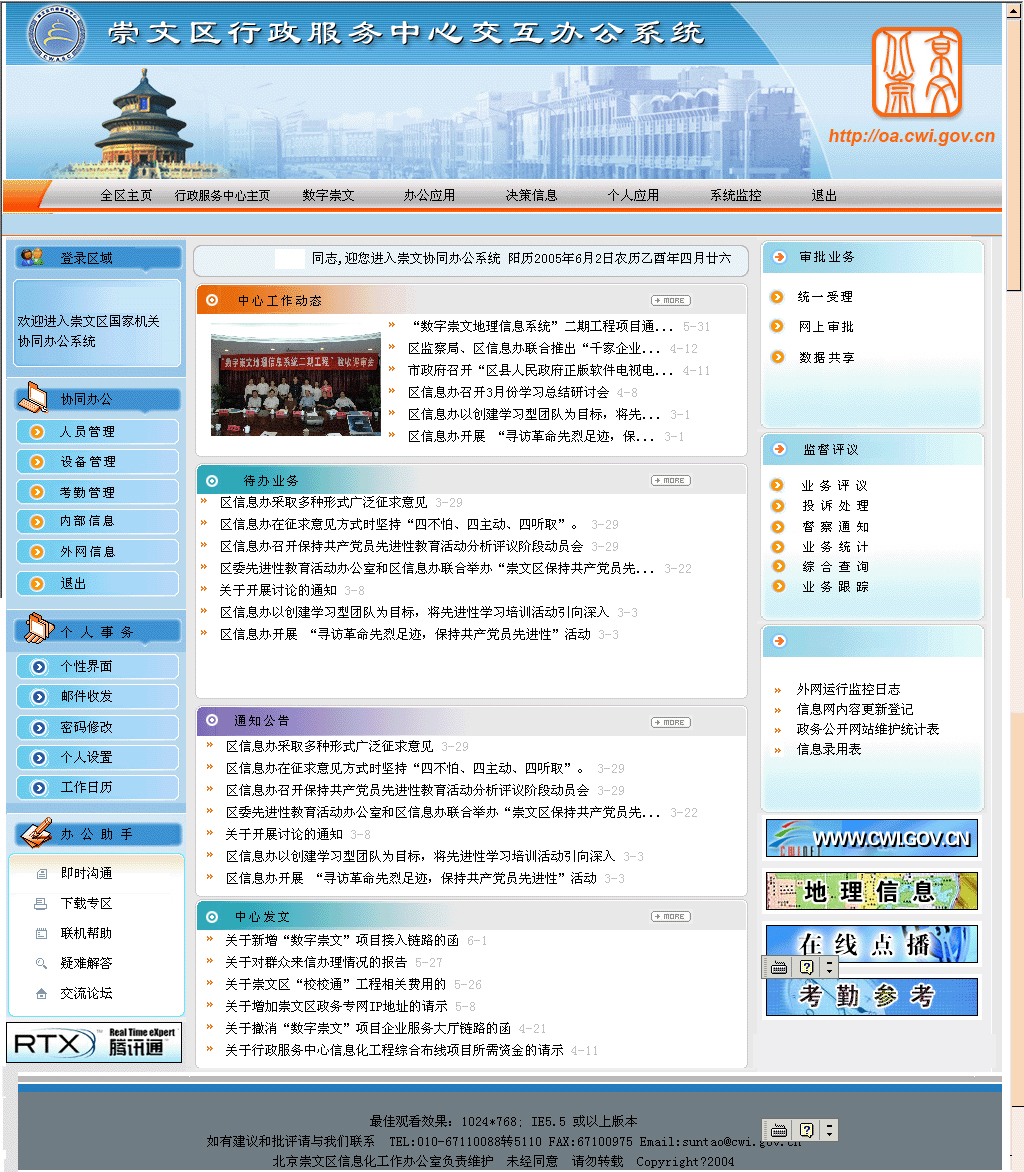 崇文区行政服务中心交互办公系统
http://oa.cwi.gov.cn
全区主页 行政服务中心主页 数字崇文 办公应用 决策信息 个人应用 系统监控 退出
登录区域
欢迎进入崇文区国家机关
协同办公系统
协同办公
人员管理
设备管理
考勤管理
内部信息
外网信息
退出
个人事务
个性界面
邮件收发
密码修改
个人设置
工作日历
办公助手
即时沟通
下载专区
联机帮助
疑难解答
交流论坛
RTX Real Time eXpert
腾讯通
同志,迎您进入崇文协同办公系统 阳历2005年6月2日农历乙酉年四月廿六
中心工作动态 MORE
“数字崇文地理信息系统”二期工程项目通... 5-31
区监察局、区信息办联合推出“千家企业... 4-12
市政府召开“区县人民政府正版软件电视电... 4-11
区信息办召开3月份学习总结研讨会 4-8
区信息办以创建学习型团队为目标，将先... 3-1
区信息办开展 “寻访革命先烈足迹，保... 3-1
“数字崇文地理信息系统二期工程”验收评审会
待办业务 MORE
区信息办采取多种形式广泛征求意见 3-29
区信息办在征求意见方式时坚持“四不怕、四主动、四听取”。 3-29
区信息办召开保持共产党员先进性教育活动分析评议阶段动员会 3-29
区委先进性教育活动办公室和区信息办联合举办“崇文区保持共产党员先... 3-22
关于开展讨论的通知 3-8
区信息办以创建学习型团队为目标，将先进性学习培训活动引向深入 3-3
区信息办开展 “寻访革命先烈足迹，保持共产党员先进性”活动 3-3
通知公告 MORE
区信息办采取多种形式广泛征求意见 3-29
区信息办在征求意见方式时坚持“四不怕、四主动、四听取”。 3-29
区信息办召开保持共产党员先进性教育活动分析评议阶段动员会 3-29
区委先进性教育活动办公室和区信息办联合举办“崇文区保持共产党员先... 3-22
关于开展讨论的通知 3-8
区信息办以创建学习型团队为目标，将先进性学习培训活动引向深入 3-3
区信息办开展 “寻访革命先烈足迹，保持共产党员先进性”活动 3-3
中心发文 MORE
关于新增“数字崇文”项目接入链路的函 6-1
关于对群众来信办理情况的报告 5-27
关于崇文区“校校通”工程相关费用的 5-26
关于增加崇文区政务专网IP地址的请示 5-8
关于撤消“数字崇文”项目企业服务大厅链路的函 4-21
关于行政服务中心信息化工程综合布线项目所需资金的请示 4-11
审批业务
统一受理
网上审批
数据共享
监督评议
业务评议
投诉处理
督察通知
业务统计
综合查询
业务跟踪
外网运行监控日志
信息网内容更新登记
政务公开网站维护统计表
信息录用表
WWW.CWI.GOV.CN
地理信息
在线点播
考勤参考
最佳观看效果：1024*768; IE5.5 或以上版本
如有建议和批评请与我们联系 TEL:010-67110088转5110 FAX:67100975 Email:suntao@cwi.gov.cn
北京崇文区信息化工作办公室负责维护 未经同意 请勿转载 Copyright?2004